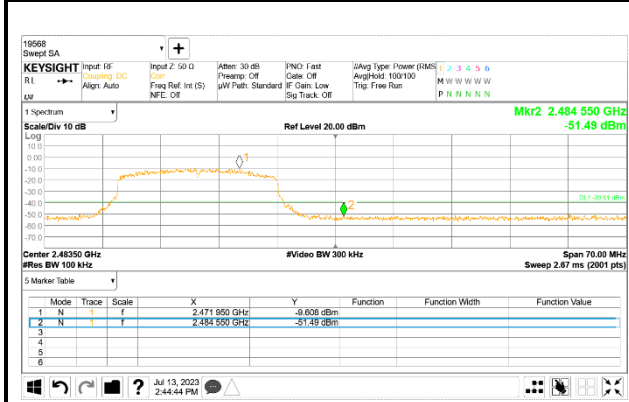 19568
Swept SA
KEYSIGHT Input: RF Input Z: 50 Ω Atten: 30 dB PNO: Fast #Avg Type: Power (RMS 1 2 3 4 5 6
RL Coupling: DC Corr Preamp: Off Gate: Off Avg|Hold: 100/100 M W W W W W
Align: Auto Freq Ref: Int (S) µW Path: Standard IF Gain: Low Trig: Free Run
NFE: Off Sig Track: Off P N N N N N
1 Spectrum
Mkr2 2.484 550 GHz
Scale/Div 10 dB Ref Level 20.00 dBm -51.49 dBm
Log
10.0
0.00
1
-10.0
-20.0
-30.0
-40.0
2
-50.0
-60.0
-70.0
Center 2.48350 GHz #Video BW 300 kHz Span 70.00 MHz
#Res BW 100 kHz Sweep 2.67 ms (2001 pts)
5 Marker Table
Mode Trace Scale X Y Function Function Width Function Value
1 N 1 f 2.471 950 GHz -9.608 dBm
2 N 1 f 2.484 550 GHz -51.49 dBm
3
4
5
6
? Jul 13, 2023
2:44:44 PM